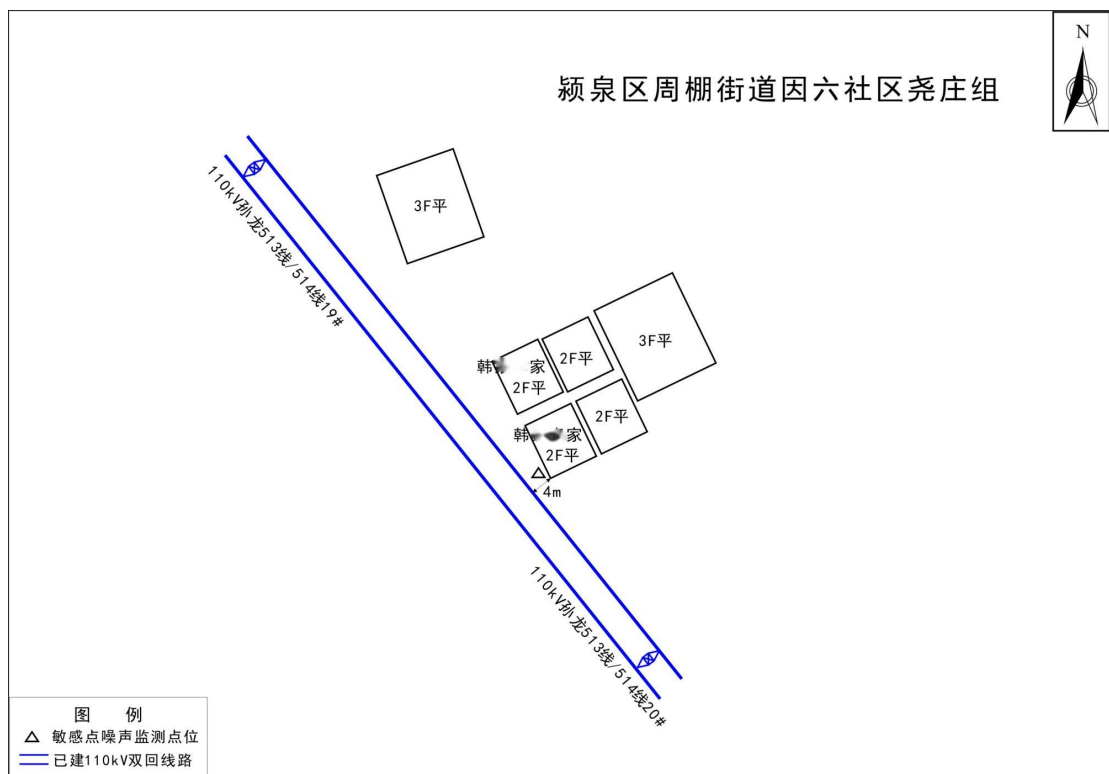 N
颍泉区周棚街道因六社区尧庄组
3F平
110kV孙龙513线/514线19#
3F平
2F平
韩 家
2F平
2F平
韩 家
2F平
4m
110kV孙龙513线/514线20#
图 例
敏感点噪声监测点位
已建110kV双回线路